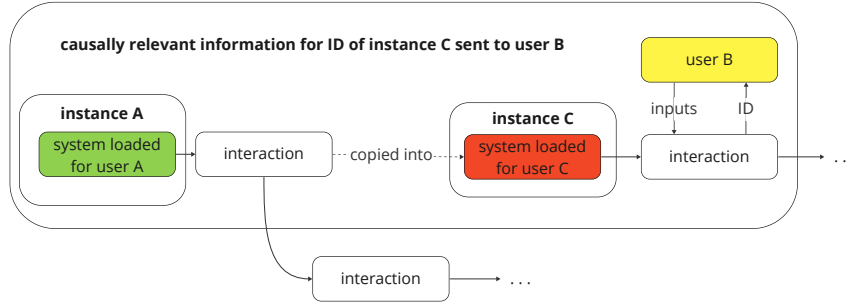 causally relevant information for ID of instance C sent to user B
user B
inputs
ID
instance A
system loaded
for user A
interaction
copied into
instance C
system loaded
for user C
interaction
. .
interaction
. . .